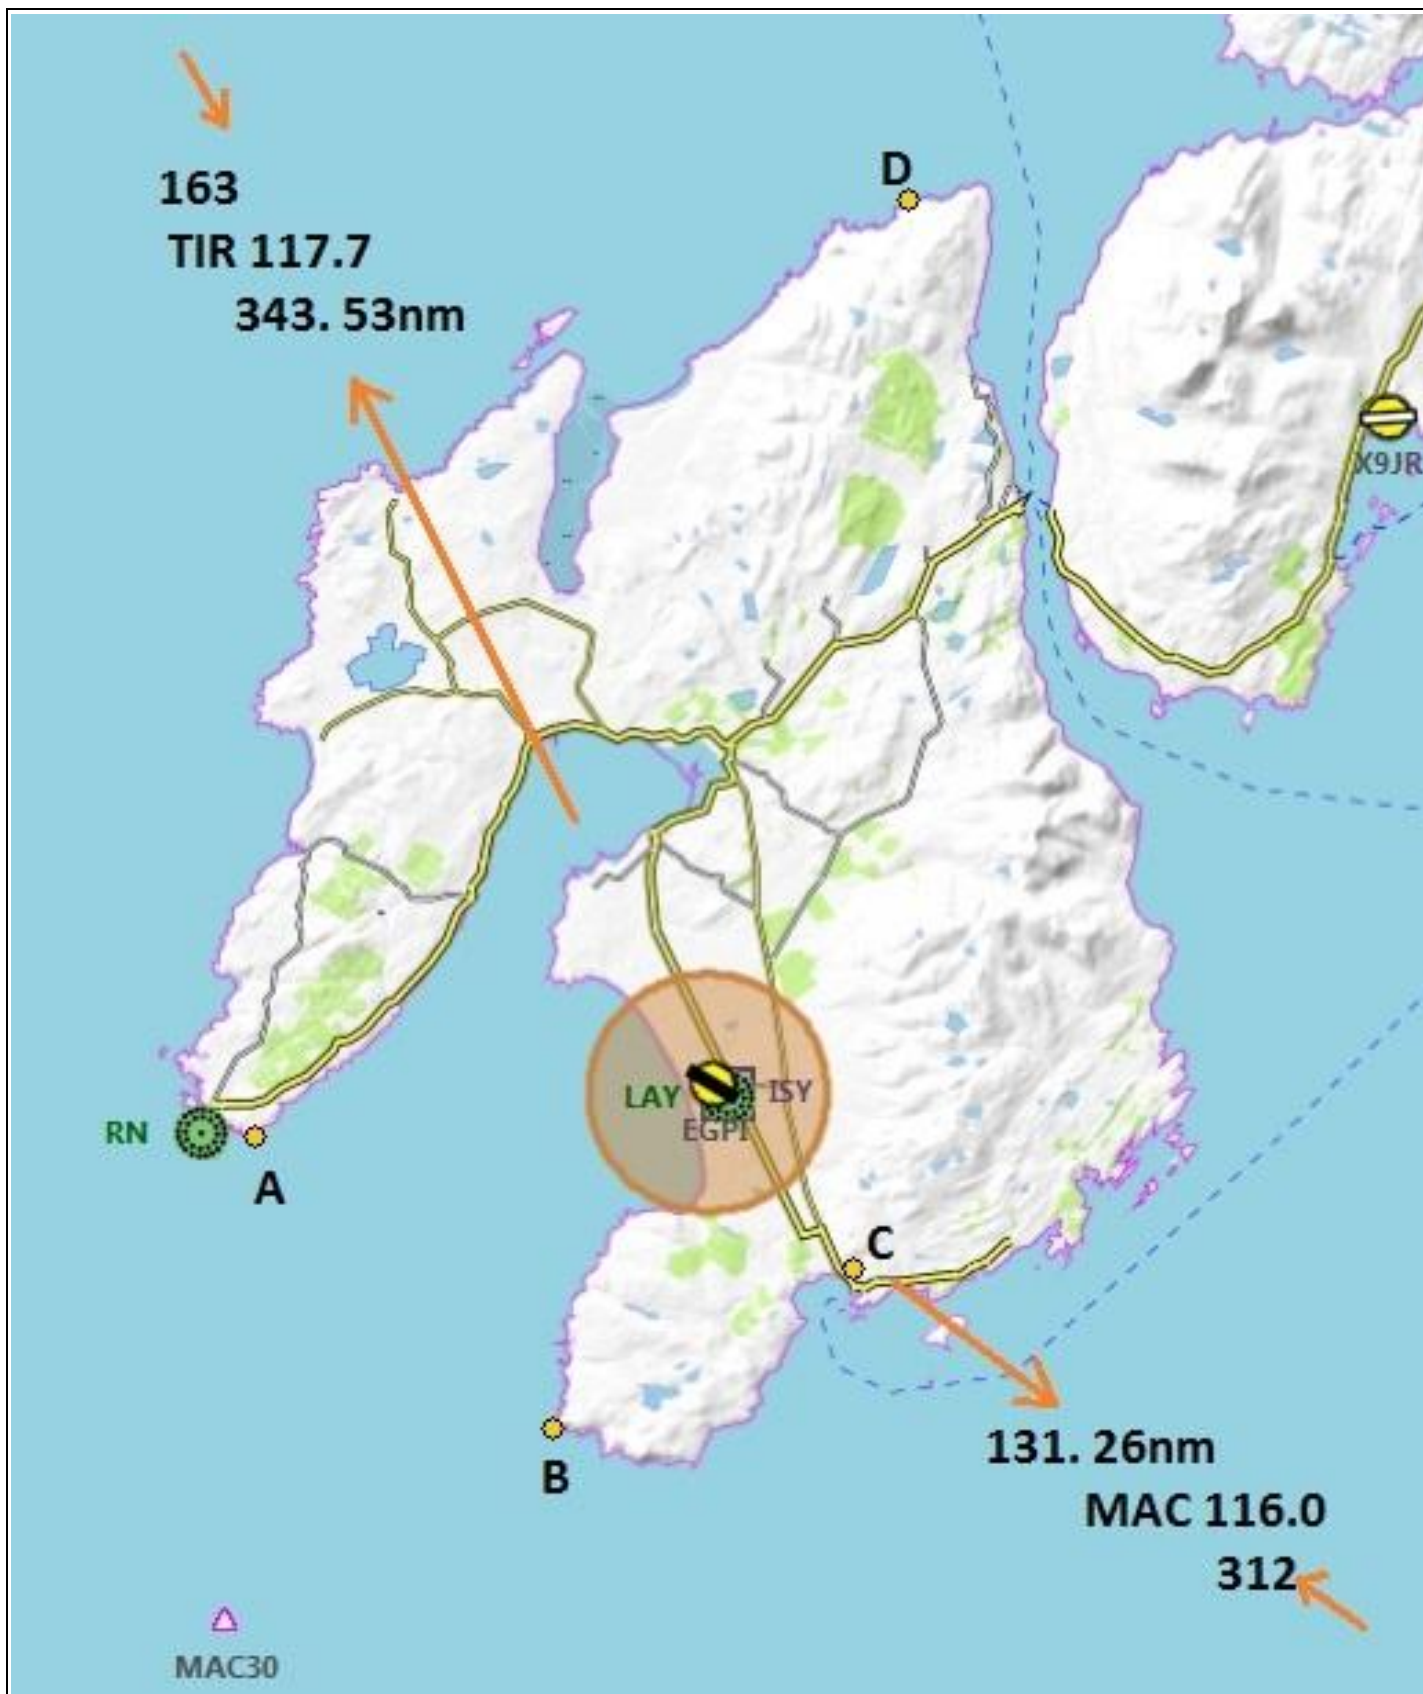 D
163
TIR 117.7
343. 53nm
X9JR
LAY
ISY
EGPI
RN
A
C
B
131. 26nm
MAC 116.0
312
MAC30